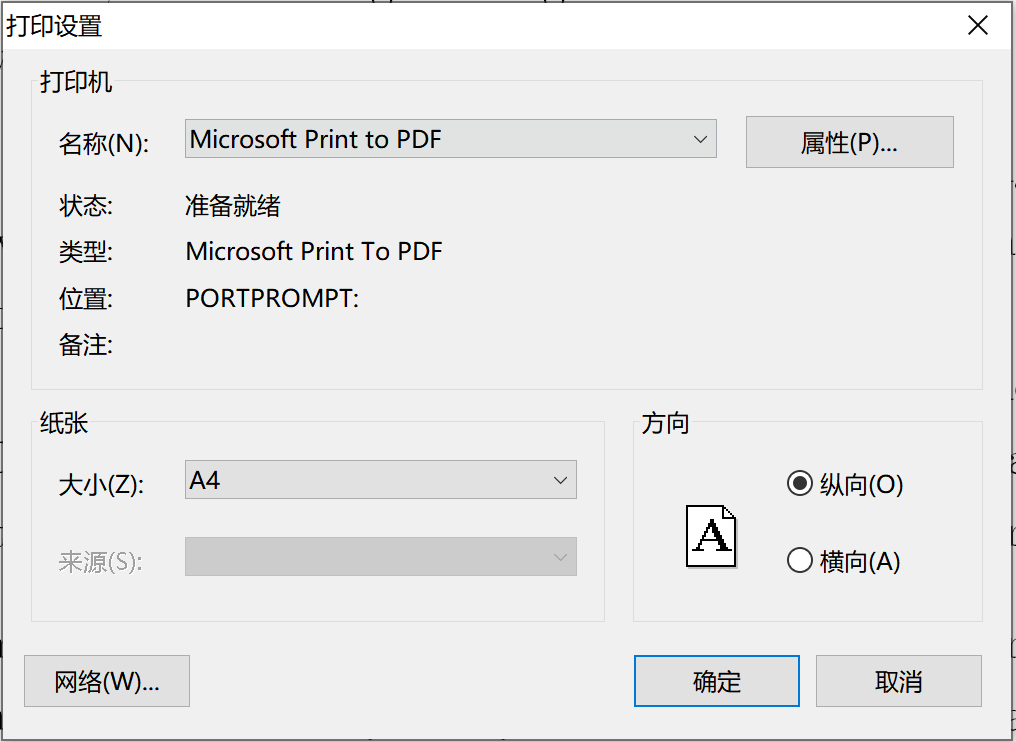 打印设置
打印机
名称(N): Microsoft Print to PDF 属性(P)...
状态: 准备就绪
类型: Microsoft Print To PDF
位置: PORTPROMPT:
备注:
纸张
大小(Z): A4
来源(S):
方向
A
纵向(O)
横向(A)
网络(W)... 确定 取消